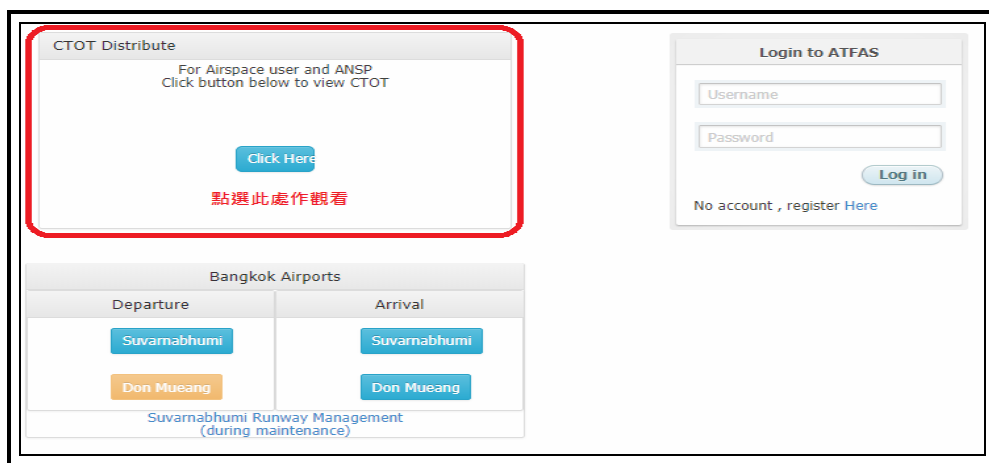 CTOT Distribute
For Airspace user and ANSP
Click button below to view CTOT
Click Here
點選此處作觀看
Login to ATFAS
Username
Password
Log in
No account , register Here
Bangkok Airports
Departure
Arrival
Suvarnabhumi
Suvarnabhumi
Don Mueang
Don Mueang
Suvarnabhumi Runway Management
(during maintenance)